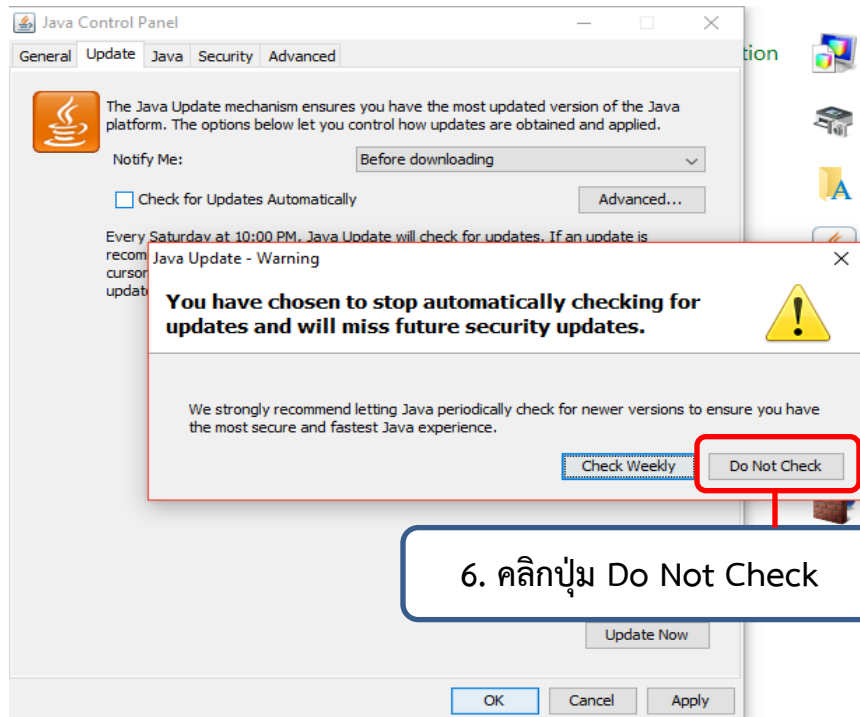 Java Control Panel
General Update Java Security Advanced
tion
The Java Update mechanism ensures you have the most updated version of the Java
platform. The options below let you control how updates are obtained and applied.
Notify Me: Before downloading
Check for Updates Automatically Advanced...
Every Saturday at 10:00 PM, Java Update will check for updates. If an update is
recom
cursor
updat
Java Update - Warning
You have chosen to stop automatically checking for
updates and will miss future security updates.
We strongly recommend letting Java periodically check for newer versions to ensure you have
the most secure and fastest Java experience.
Check Weekly Do Not Check
6. คลิกปุ่ม Do Not Check
Update Now
OK Cancel Apply